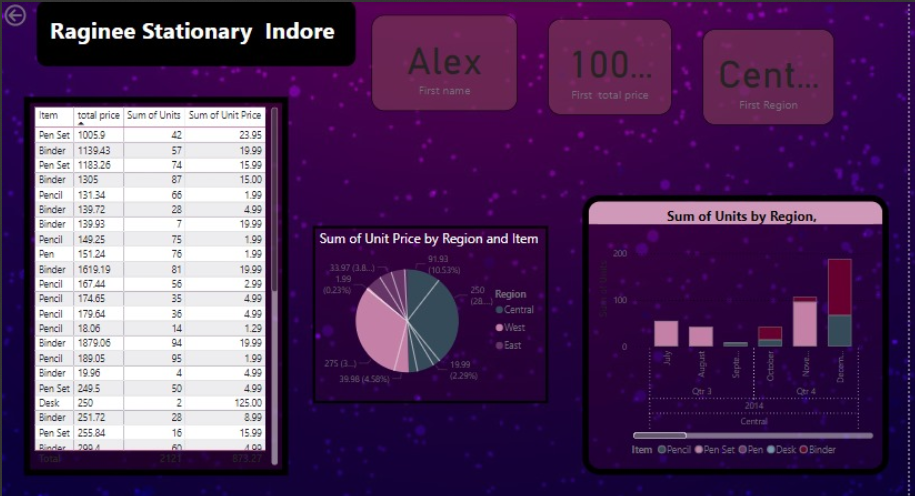 Raginee Stationary Indore
Alex
First name
100...
First total price
Cent...
First Region
Item total price Sum of Units Sum of Unit Price
Pen Set 1005.9 42 23.95
Binder 1139.43 57 19.99
Pen Set 1183.26 74 15.99
Binder 1305 87 15.00
Pencil 131.34 66 1.99
Binder 139.72 28 4.99
Binder 139.93 7 19.99
Pencil 149.25 75 1.99
Pen 151.24 76 1.99
Binder 1619.19 81 19.99
Pencil 167.44 56 2.99
Pencil 174.65 35 4.99
Pencil 179.64 36 4.99
Pencil 18.06 14 1.29
Binder 1879.06 94 19.99
Pencil 189.05 95 1.99
Binder 19.96 4 4.99
Pen Set 249.5 50 4.99
Desk 250 2 125.00
Binder 251.72 28 8.99
Pen Set 255.84 16 15.99
Binder 299.4 60 4.99
Total 2121 873.27
Sum of Unit Price by Region and Item
33.97 (3.8...)
1.99
(0.23%)
275 (3...)
39.98 (4.58%)
91.93
(10.53%)
250
(28...)
19.99
(2.29%)
Region
Central
West
East
Sum of Units by Region,
200
100
0
July
August
Septe...
October
Nove...
Decem...
Qtr 3
Qtr 4
2014
Central
Item Pencil Pen Set Pen Desk Binder